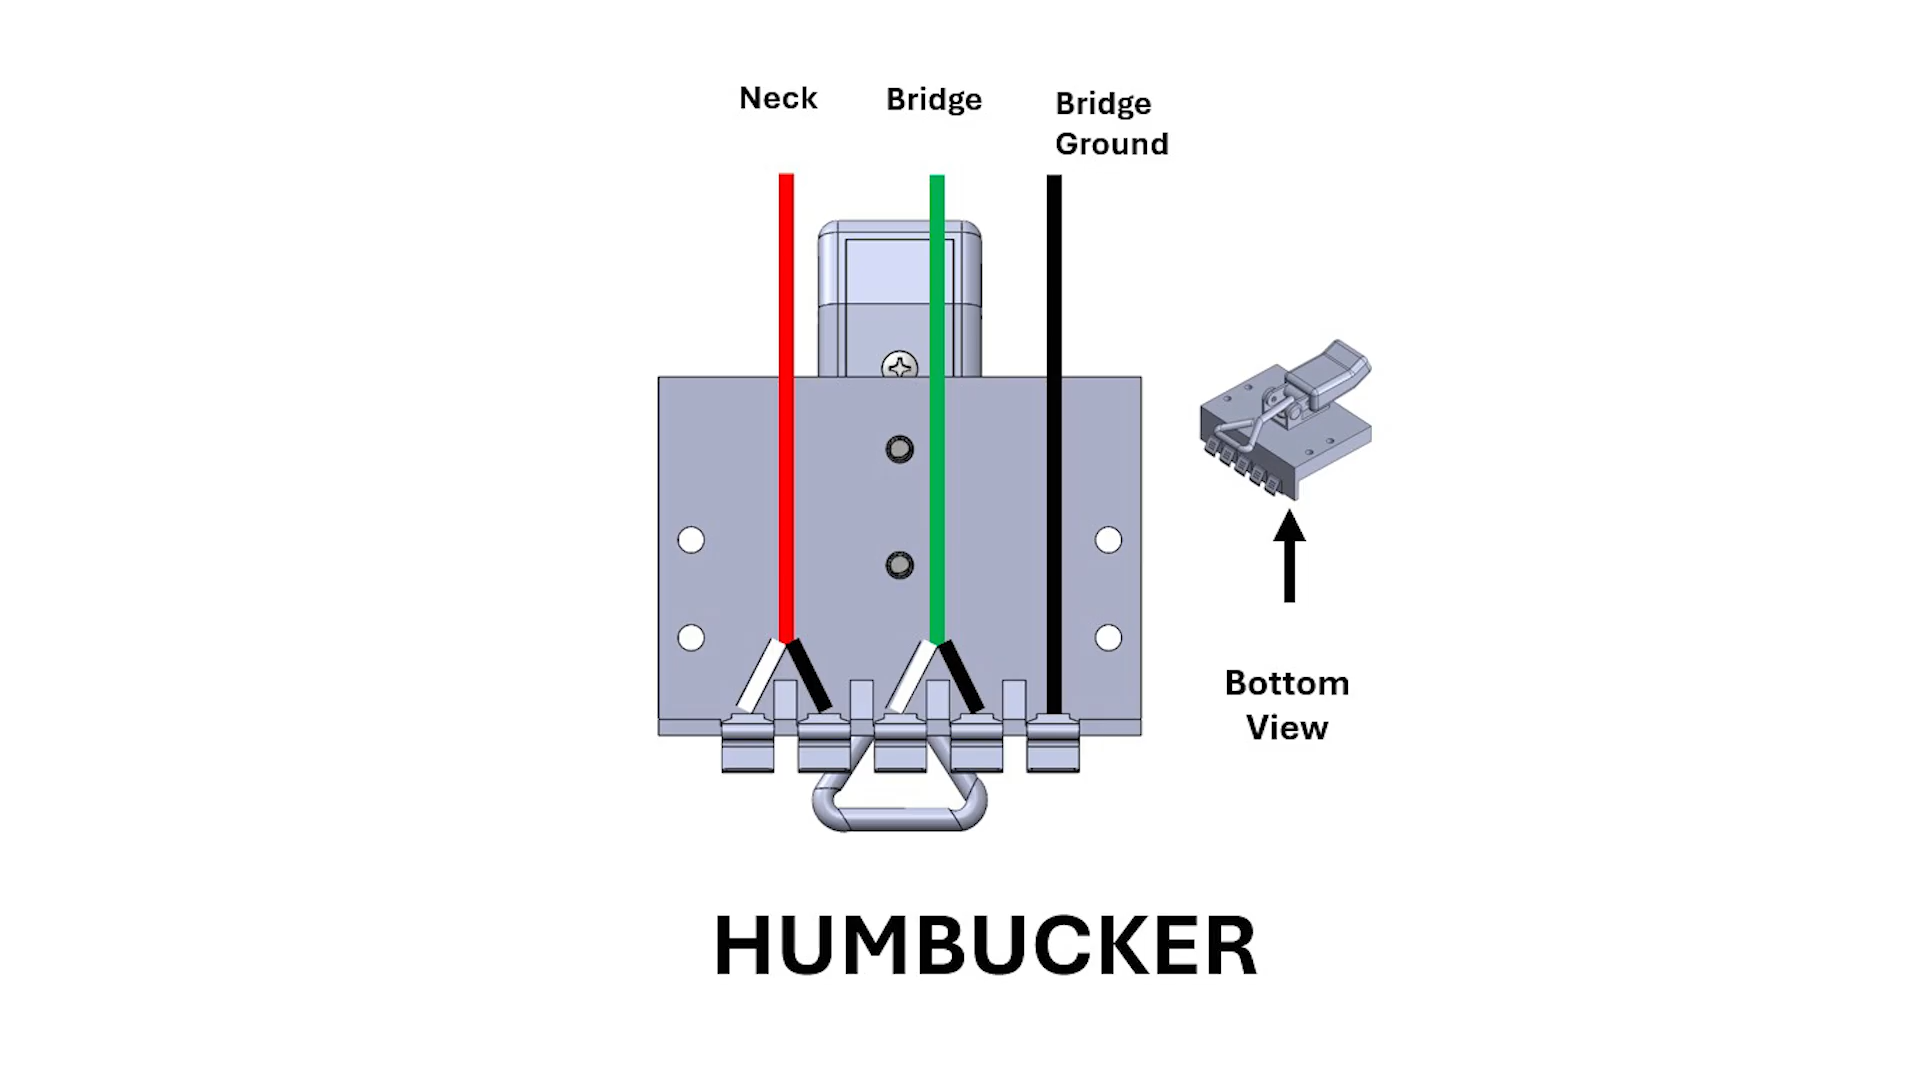 Neck
Bridge
Bridge
Ground
Bottom
View
HUMBUCKER